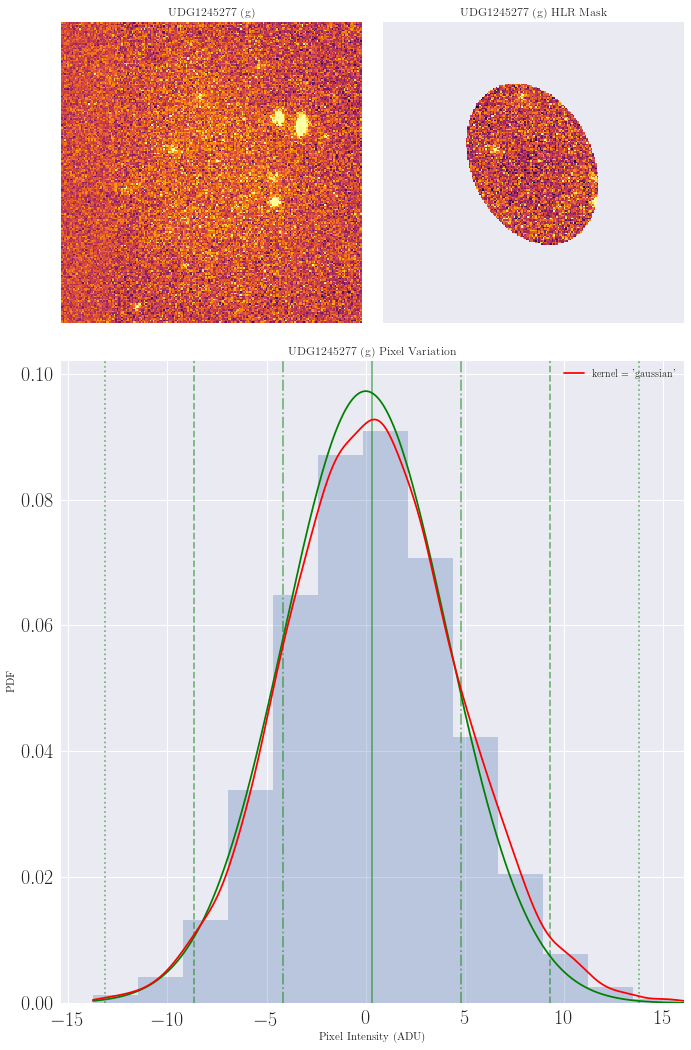 UDG1245277 (g)
UDG1245277 (g) HLR Mask
UDG1245277 (g) Pixel Variation
kernel = 'gaussian'
PDF
0.10
0.08
0.06
0.04
0.02
0.00
−15 −10 −5 0 5 10 15
Pixel Intensity (ADU)